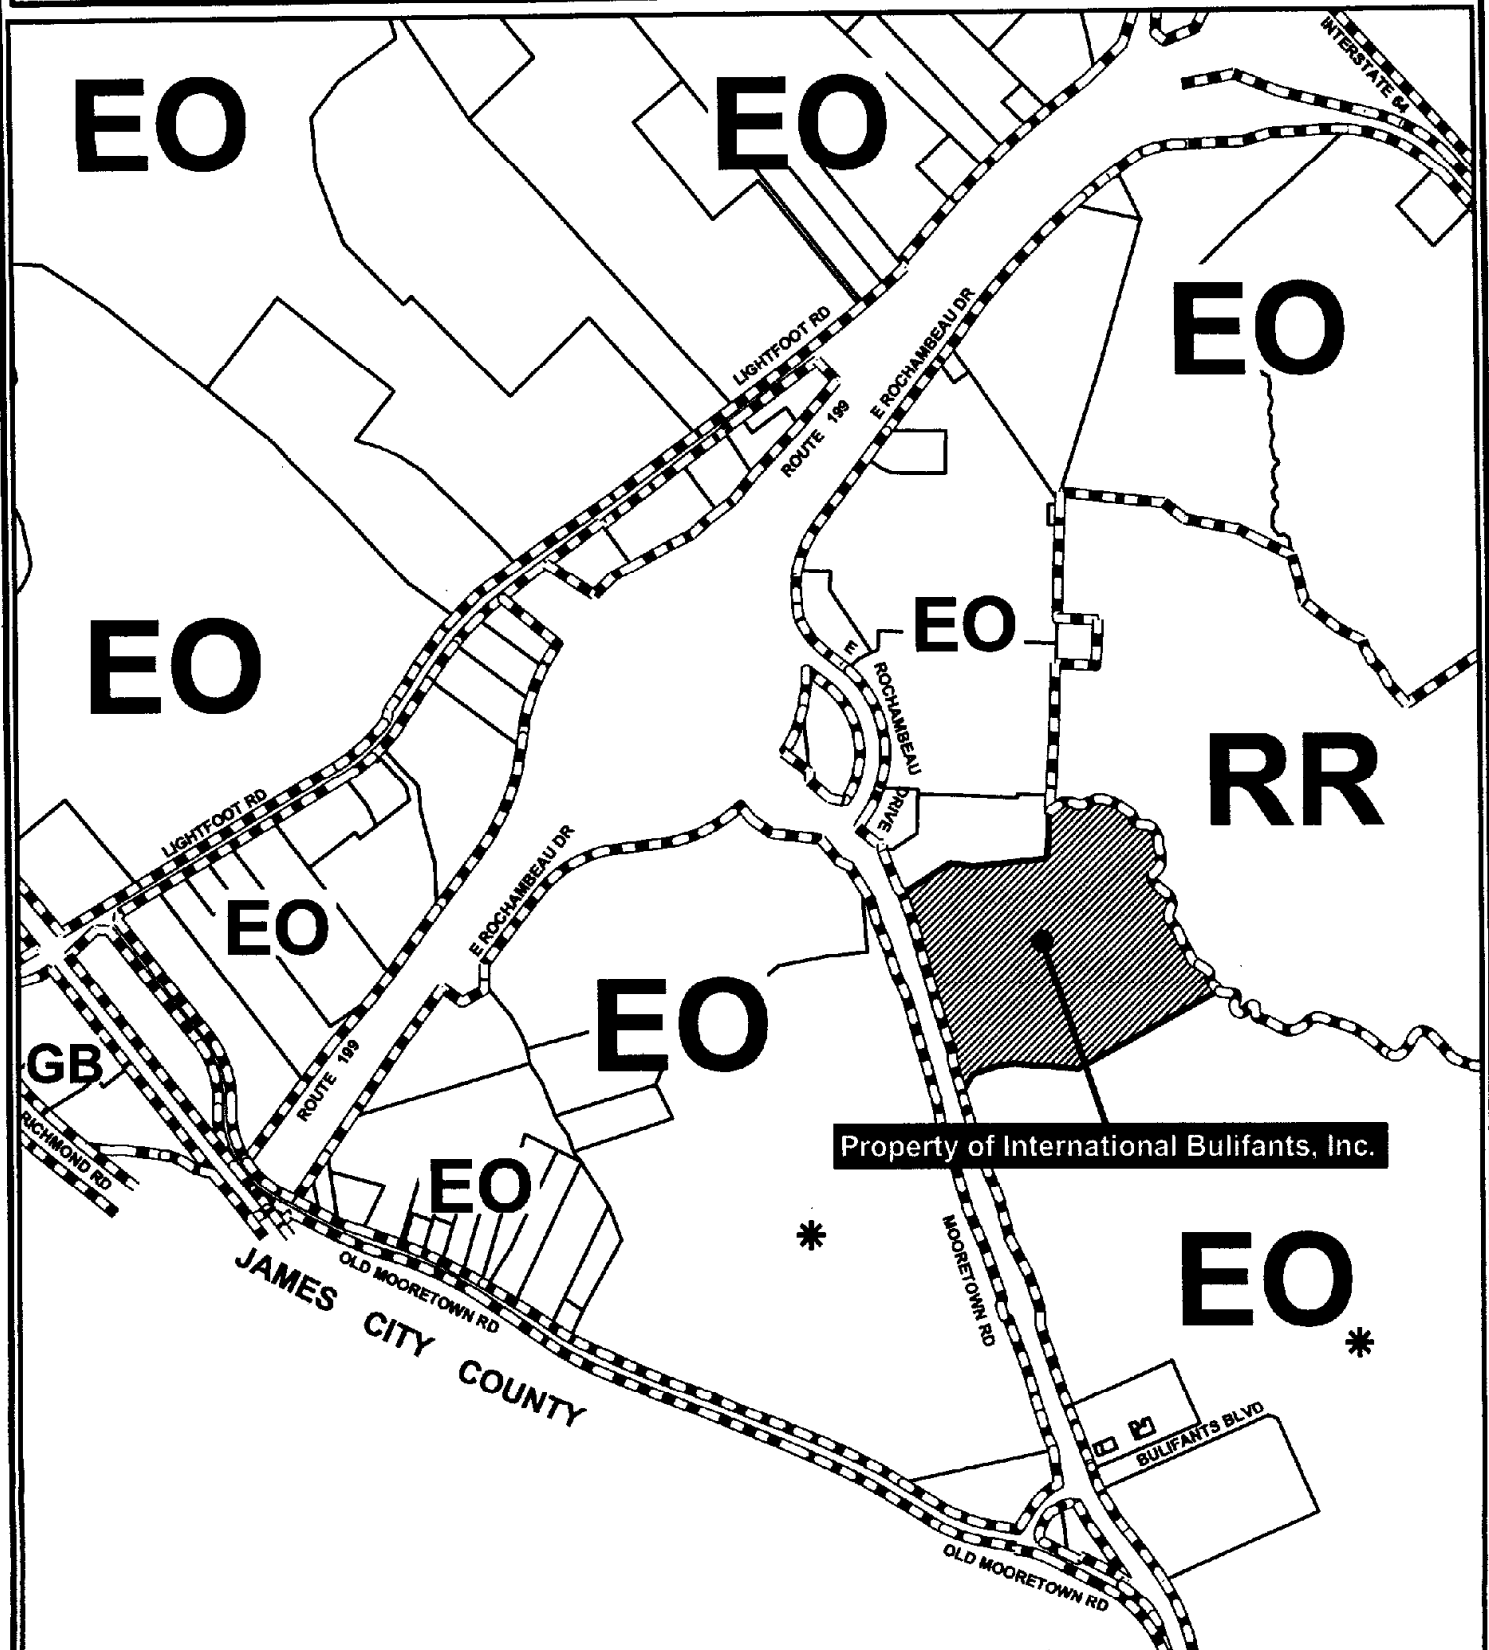 EO
EO
INTERSTATE 64
EO
LIGHTFOOT RD
E ROCHAMBEAU DR
ROUTE 199
EO
EO
E ROCHAMBEAU DRIVE
RR
LIGHTFOOT RD
E ROCHAMBEAU DR
EO
EO
GB
ROUTE 199
RICHMOND RD
Property of International Bulifants, Inc.
EO
*
MOORETOWN RD
EO
*
JAMES CITY COUNTY
OLD MOORETOWN RD
BULIFANTS BLVD
OLD MOORETOWN RD